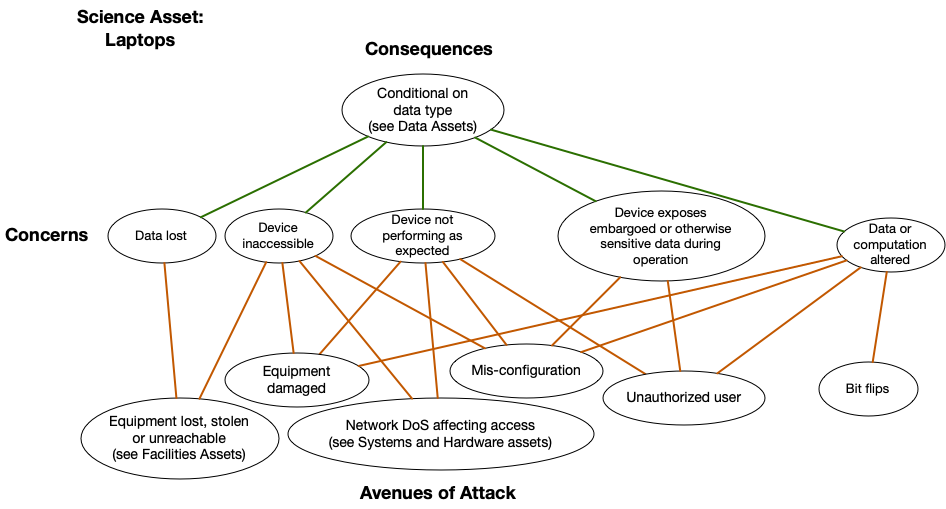 Science Asset:
Laptops
Consequences
Conditional on
data type
(see Data Assets)
Concerns
Data lost
Device
inaccessible
Device not
performing as
expected
Device exposes
embargoed or otherwise
sensitive data during
operation
Data or
computation
altered
Equipment
damaged
Mis-configuration
Unauthorized user
Bit flips
Equipment lost, stolen
or unreachable
(see Facilities Assets)
Network DoS affecting access
(see Systems and Hardware assets)
Avenues of Attack